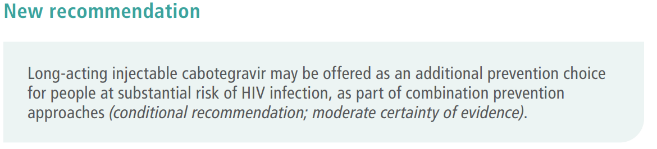 New recommendation
Long-acting injectable cabotegravir may be offered as an additional prevention choice
for people at substantial risk of HIV infection, as part of combination prevention
approaches (conditional recommendation; moderate certainty of evidence).